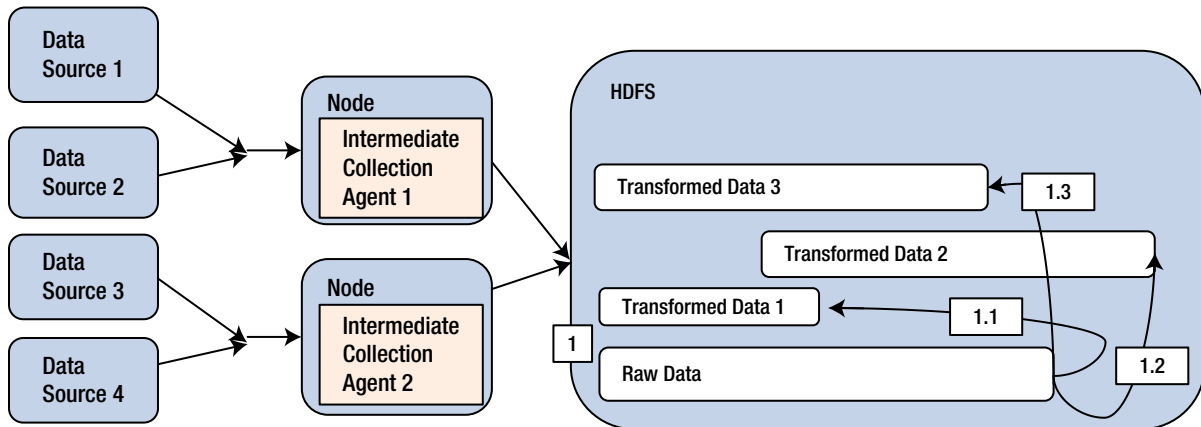 Data
Source 1
Data
Source 2
Data
Source 3
Data
Source 4
Node
Intermediate
Collection
Agent 1
Node
Intermediate
Collection
Agent 2
HDFS
Transformed Data 3
1.3
Transformed Data 2
Transformed Data 1
1.1
1
Raw Data
1.2